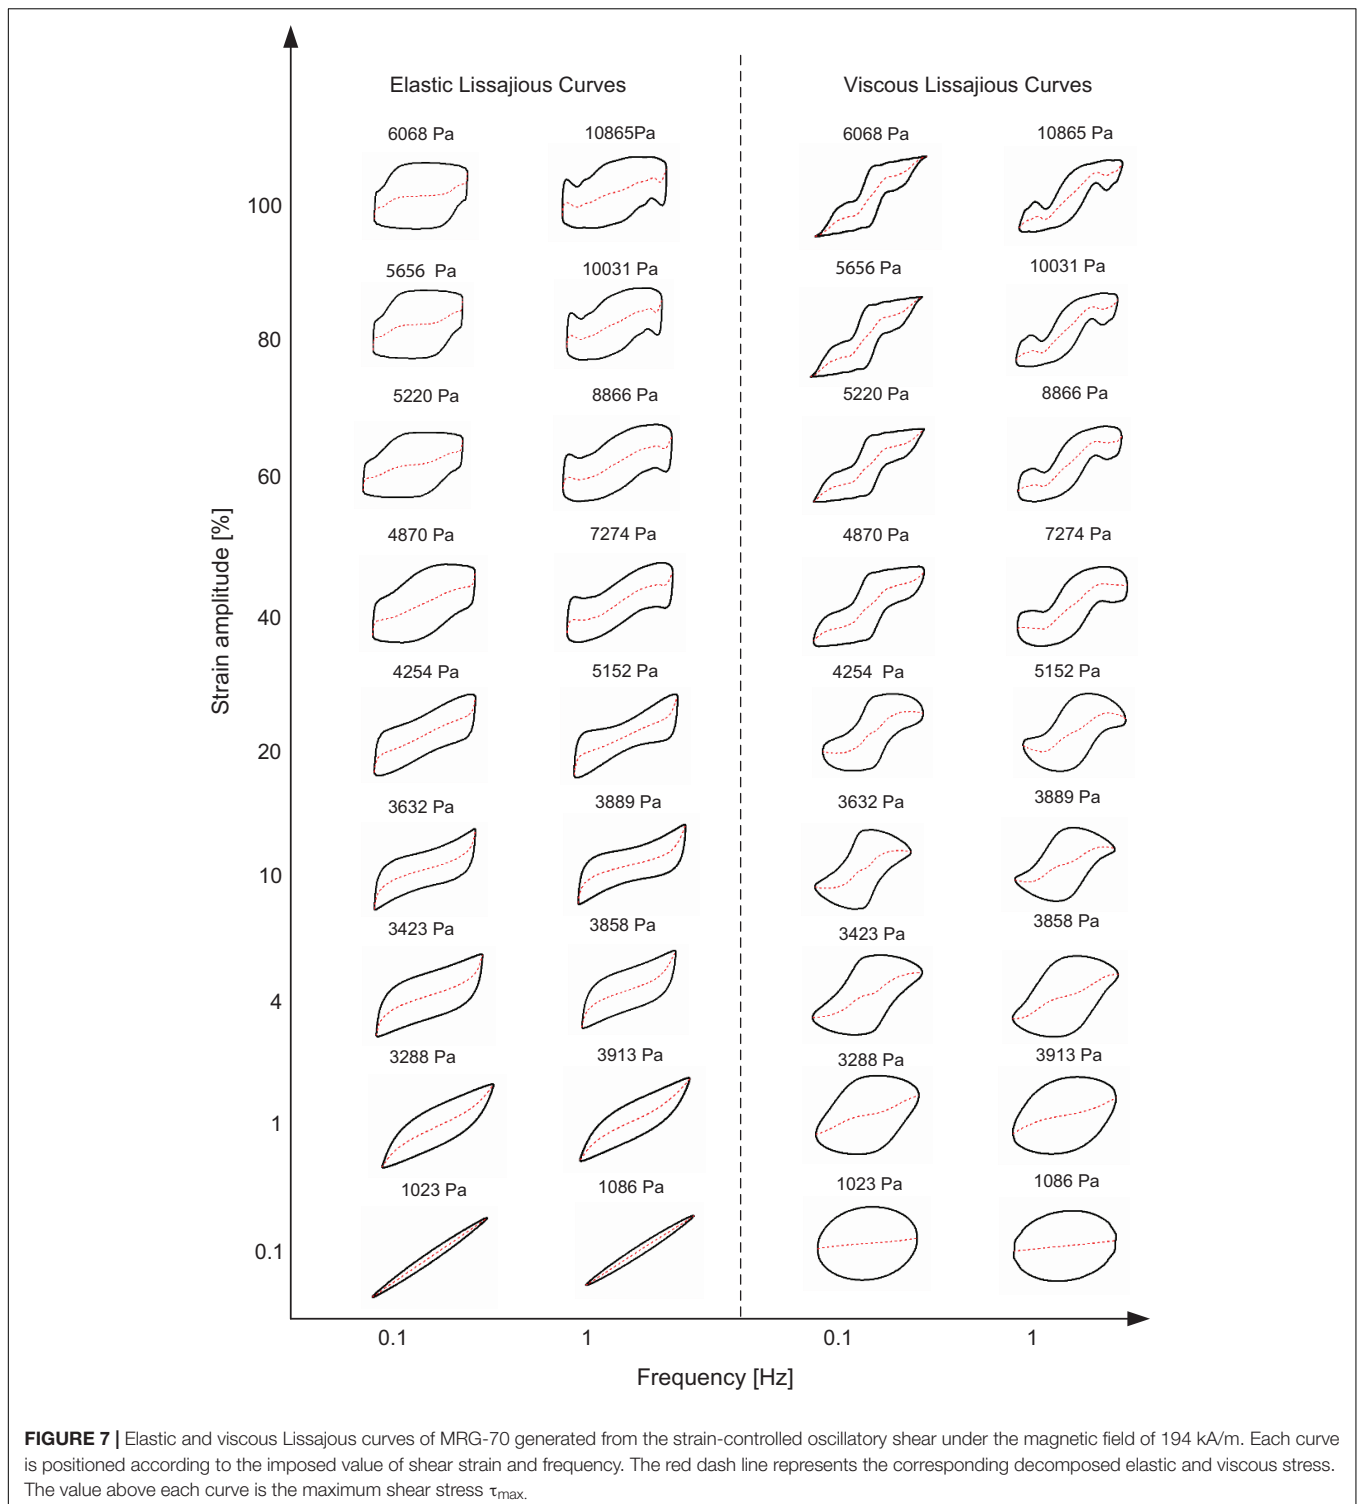 Elastic Lissajious Curves
Viscous Lissajious Curves
6068 Pa
10865Pa
6068 Pa
10865 Pa
100
5656 Pa
10031 Pa
5656 Pa
10031 Pa
80
5220 Pa
8866 Pa
5220 Pa
8866 Pa
60
4870 Pa
7274 Pa
4870 Pa
7274 Pa
40
4254 Pa
5152 Pa
4254 Pa
5152 Pa
20
3632 Pa
3889 Pa
3632 Pa
3889 Pa
10
3423 Pa
3858 Pa
3423 Pa
3858 Pa
4
3288 Pa
3913 Pa
3288 Pa
3913 Pa
1
1023 Pa
1086 Pa
1023 Pa
1086 Pa
0.1
Strain amplitude [%]
0.1
1
0.1
1
Frequency [Hz]
FIGURE 7 | Elastic and viscous Lissajous curves of MRG-70 generated from the strain-controlled oscillatory shear under the magnetic field of 194 kA/m. Each curve
is positioned according to the imposed value of shear strain and frequency. The red dash line represents the corresponding decomposed elastic and viscous stress.
The value above each curve is the maximum shear stress τmax.